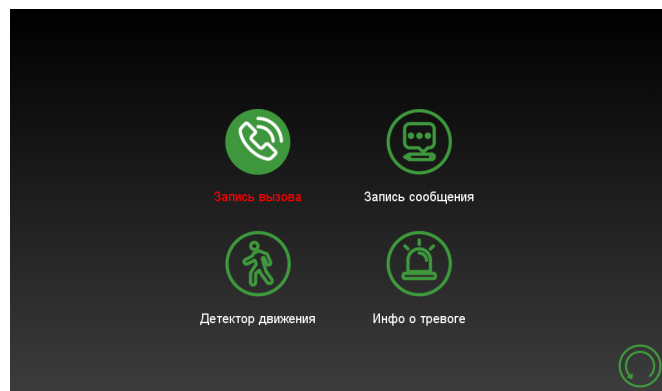 Запись вызова
Запись сообщения
Детектор движения
Инфо о тревоге